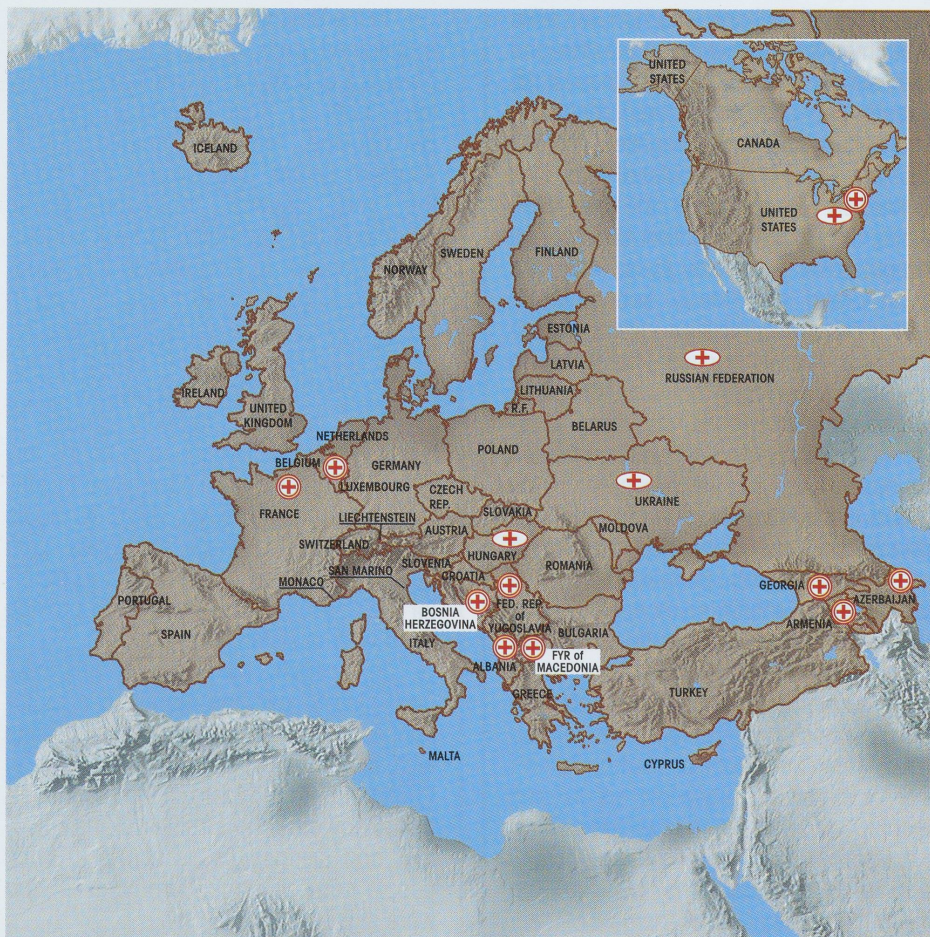 UNITED
STATES
CANADA
UNITED
STATES
ICELAND
SWEDEN
FINLAND
NORWAY
ESTONIA
LATVIA
RUSSIAN FEDERATION
LITHUANIA
IRELAND
R.F.
UNITED
KINGDOM
BELARUS
NETHERLANDS
POLAND
BELGIUM
GERMANY
LUXEMBOURG
CZECH
REP.
UKRAINE
FRANCE
SLOVAKIA
LIECHTENSTEIN
AUSTRIA
MOLDOVA
SWITZERLAND
HUNGARY
SLOVENIA
ROMANIA
SAN MARINO
CROATIA
MONACO
GEORGIA
FED. REP.
of
YUGOSLAVIA
AZERBAIJAN
PORTUGAL
BOSNIA
HERZEGOVINA
ARMENIA
SPAIN
BULGARIA
ITALY
FYR of
MACEDONIA
ALBANIA
GREECE
TURKEY
MALTA
CYPRUS